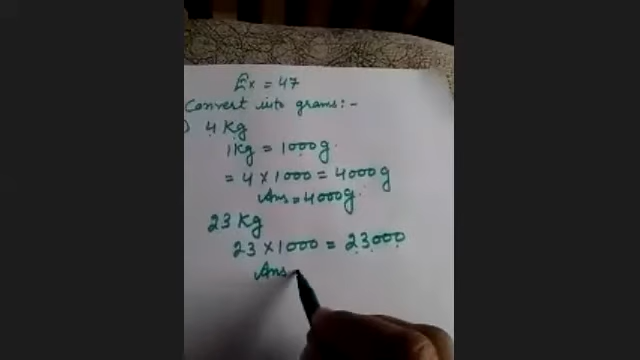 Ex = 47
Convert into grams:-
) 4 Kg
1Kg = 1000g.
= 4 × 1000 = 4000g
Ans = 4000g.
23 Kg
23 × 1000 = 23000
Ans